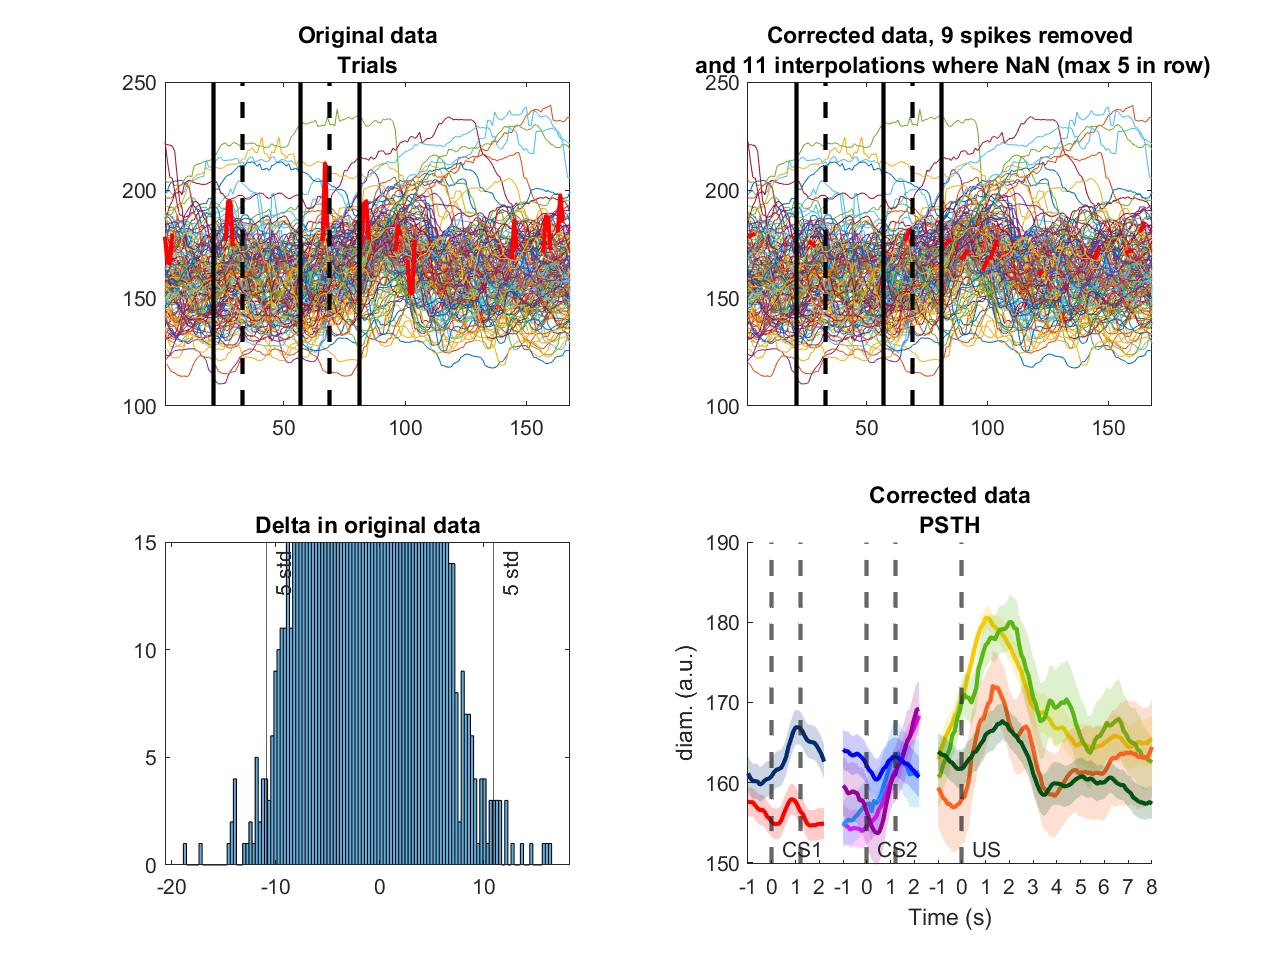 Original data
Trials
250
200
150
100
50
100
150
Corrected data, 9 spikes removed
and 11 interpolations where NaN (max 5 in row)
250
200
150
100
50
100
150
Delta in original data
15
10
5
0
5 std
5 std
-20
-10
0
10
Corrected data
PSTH
190
180
170
160
150
diam. (a.u.)
CS1
CS2
US
-1 0 1 2 -1 0 1 2 -1 0 1 2 3 4 5 6 7 8
Time (s)